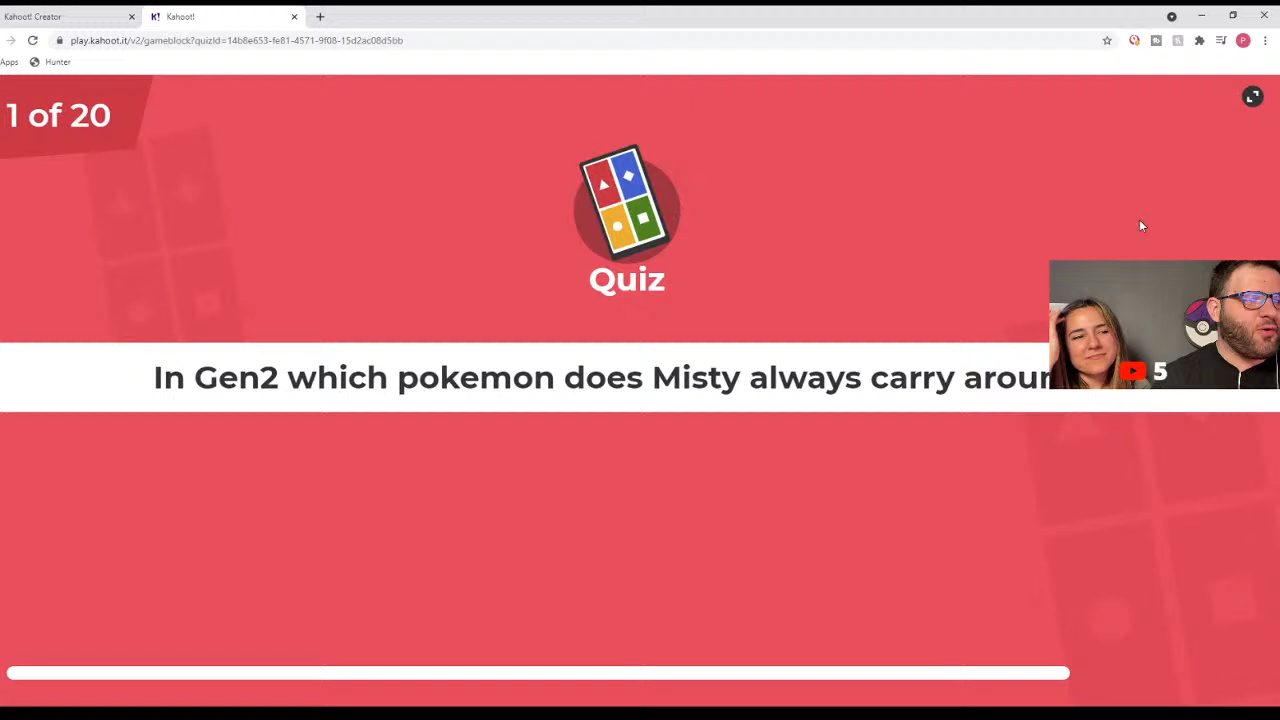 Kahoot! Creator
Kahoot!
play.kahoot.it/v2/gameblock?quizId=14b8e653-fe81-4571-9f08-15d2ac08d5bb
P
Apps
Hunter
1 of 20
Quiz
In Gen2 which pokemon does Misty always carry aroun
5